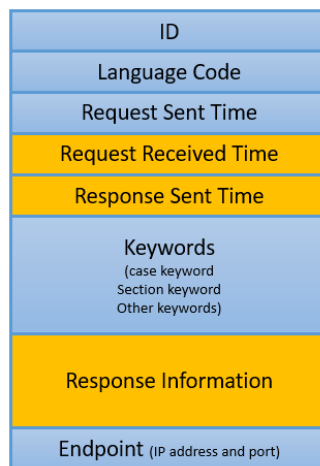 ID
Language Code
Request Sent Time
Request Received Time
Response Sent Time
Keywords
(case keyword
Section keyword
Other keywords)
Response Information
Endpoint (IP address and port)